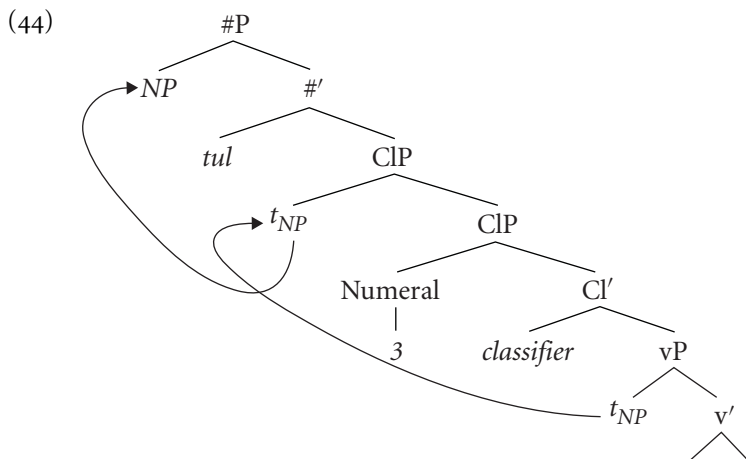 (44)
#P
NP #′
tul ClP
t_NP ClP
Numeral Cl′
3 classifier vP
t_NP v′